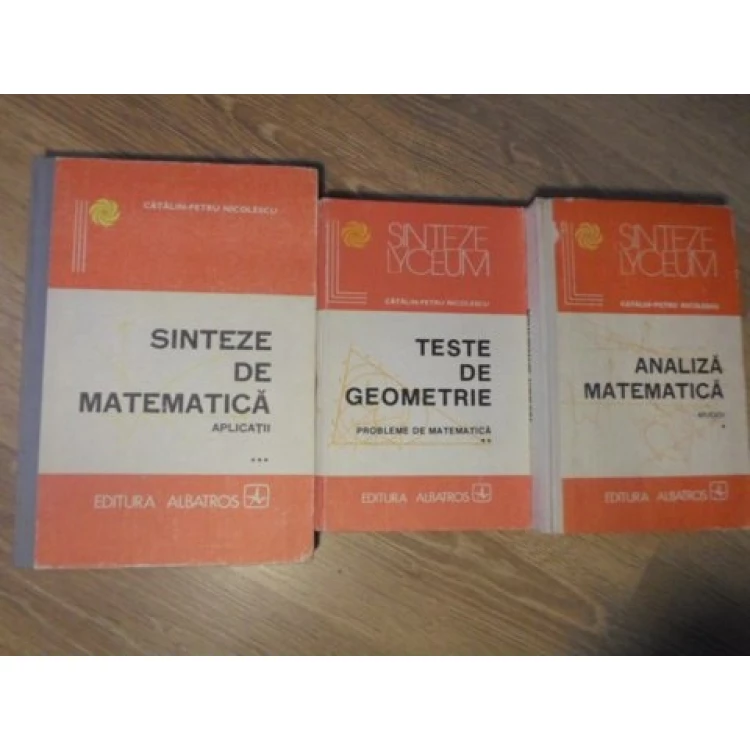 CĂTĂLIN-PETRU NICOLESCU
SINTEZE
DE
MATEMATICĂ
APLICAȚII
***
EDITURA ALBATROS
SINTEZE
LYCEUM
CĂTĂLIN-PETRU NICOLESCU
TESTE
DE
GEOMETRIE
PROBLEME DE MATEMATICĂ
**
EDITURA ALBATROS
SINTEZE
LYCEUM
CĂTĂLIN-PETRU NICOLESCU
ANALIZĂ
MATEMATICĂ
APLICAȚII
*
EDITURA ALBATROS